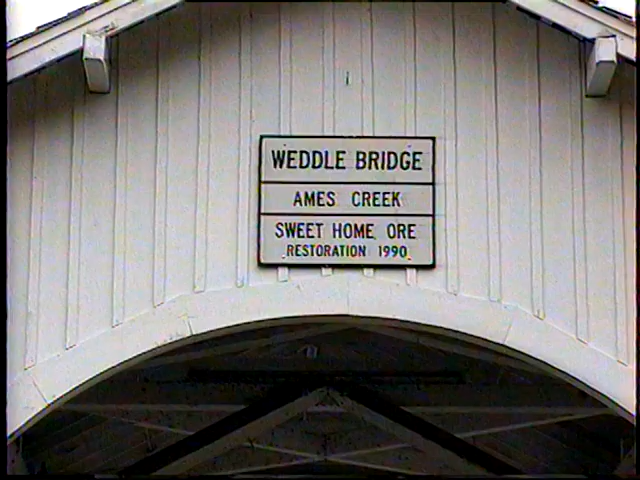 WEDDLE BRIDGE
AMES CREEK
SWEET HOME, ORE
RESTORATION 1990